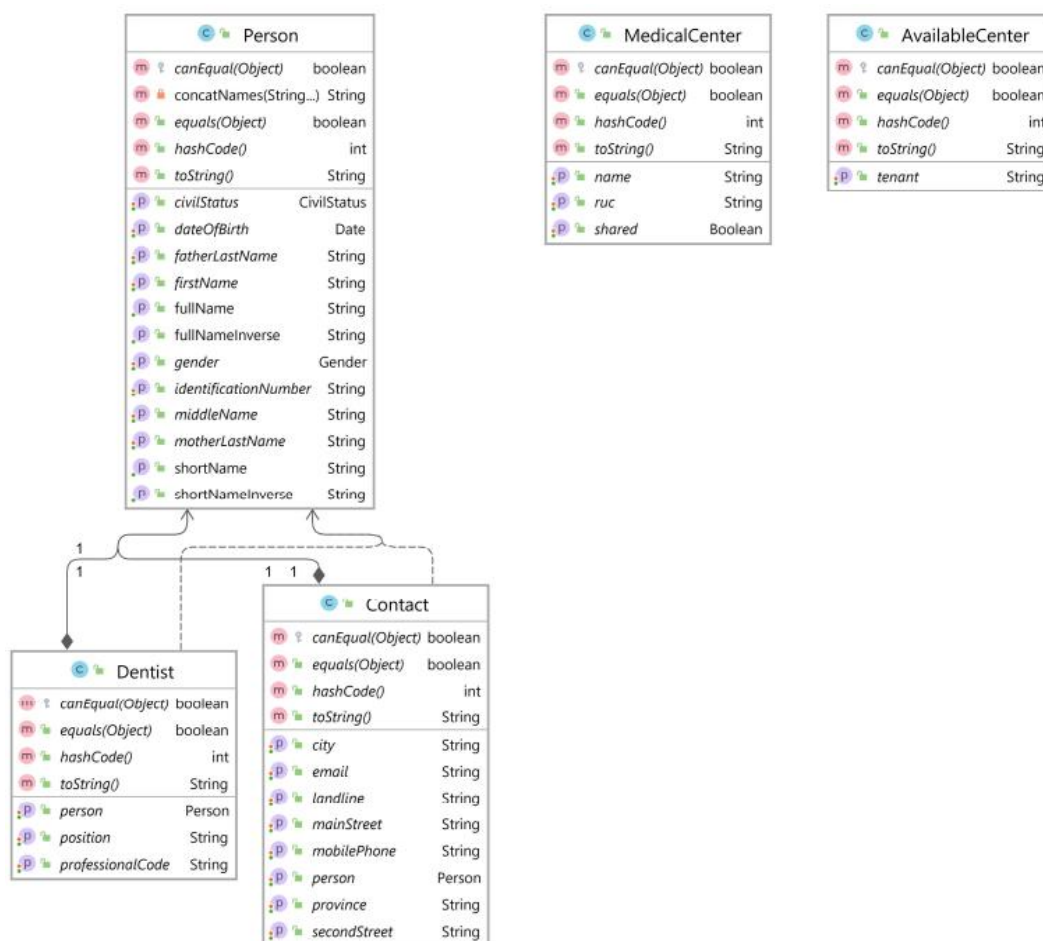 Person
canEqual(Object) boolean
concatNames(String...) String
equals(Object) boolean
hashCode() int
toString() String
civilStatus CivilStatus
dateOfBirth Date
fatherLastName String
firstName String
fullName String
fullNameInverse String
gender Gender
identificationNumber String
middleName String
motherLastName String
shortName String
shortNameInverse String
MedicalCenter
canEqual(Object) boolean
equals(Object) boolean
hashCode() int
toString() String
name String
ruc String
shared Boolean
AvailableCenter
canEqual(Object) boolean
equals(Object) boolean
hashCode() int
toString() String
tenant String
1
1
1 1
Dentist
canEqual(Object) boolean
equals(Object) boolean
hashCode() int
toString() String
person Person
position String
professionalCode String
Contact
canEqual(Object) boolean
equals(Object) boolean
hashCode() int
toString() String
city String
email String
landline String
mainStreet String
mobilePhone String
person Person
province String
secondStreet String